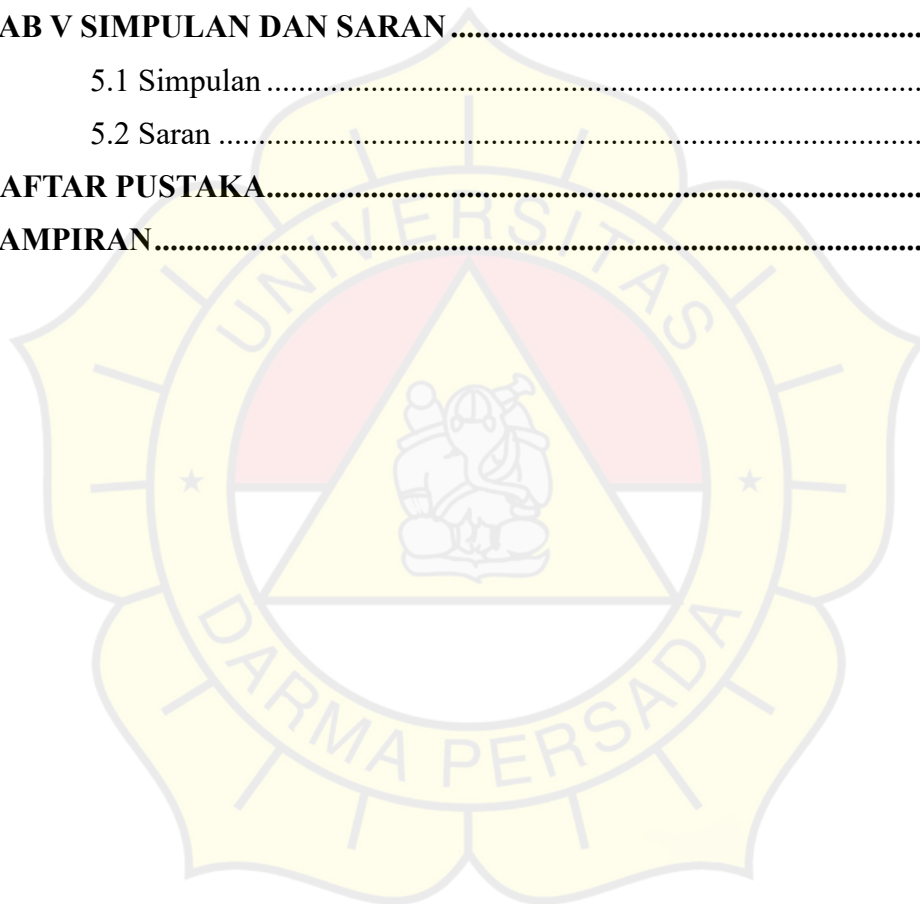 AB V SIMPULAN DAN SARAN ........................................................
5.1 Simpulan ................................................................................
5.2 Saran ......................................................................................
AFTAR PUSTAKA................................................................................
AMPIRAN..............................................................................................
UNIVERSITAS
DARMA PERSADA